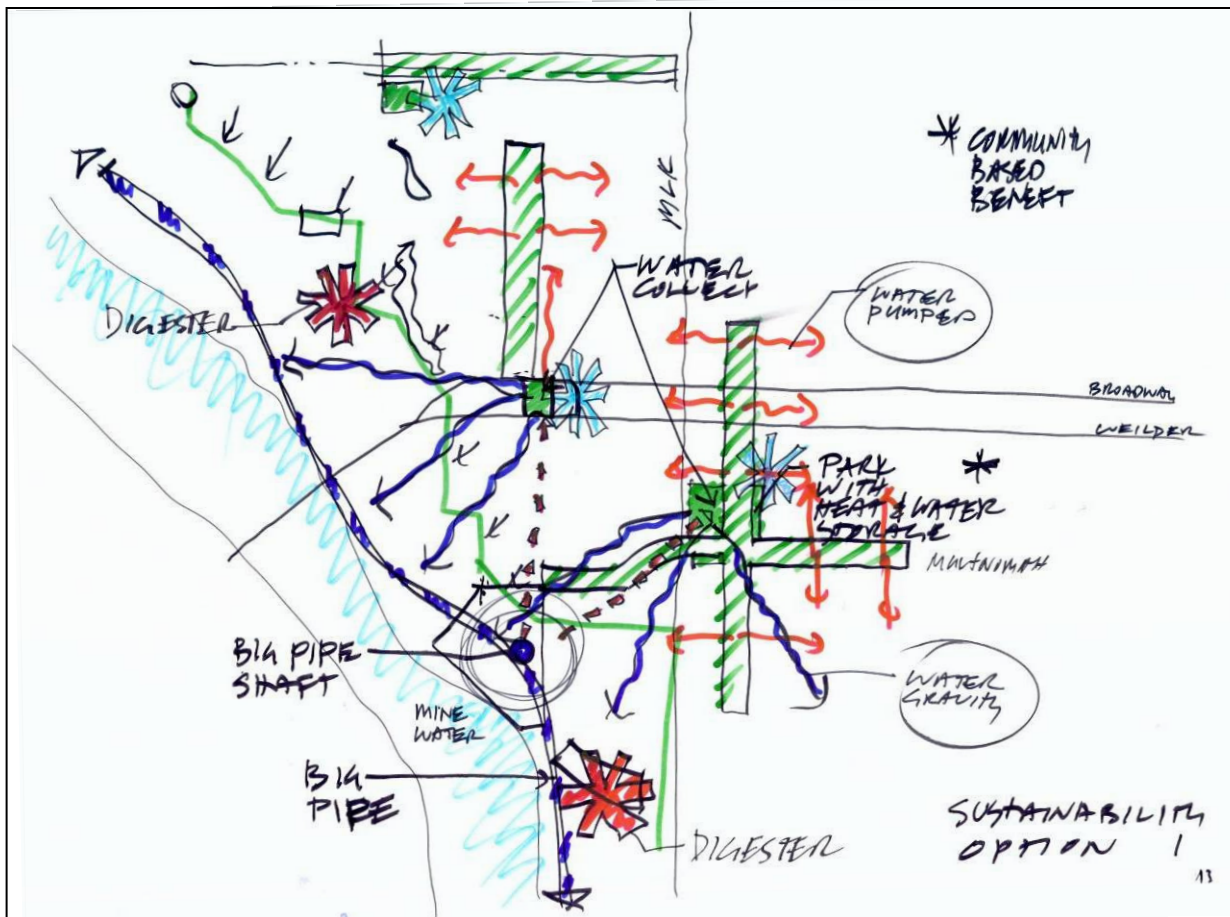 * COMMUNITY
BASED
BENEFIT
MLK
WATER
COLLECT
WATER
PUMPED
DIGESTER
BROADWAY
WEILDER
PARK
WITH
HEAT & WATER
STORAGE
*
MULTNOMAH
BIG PIPE
SHAFT
MINE
WATER
WATER
GRAVITY
BIG
PIPE
DIGESTER
SUSTAINABILITY
OPTION 1
13